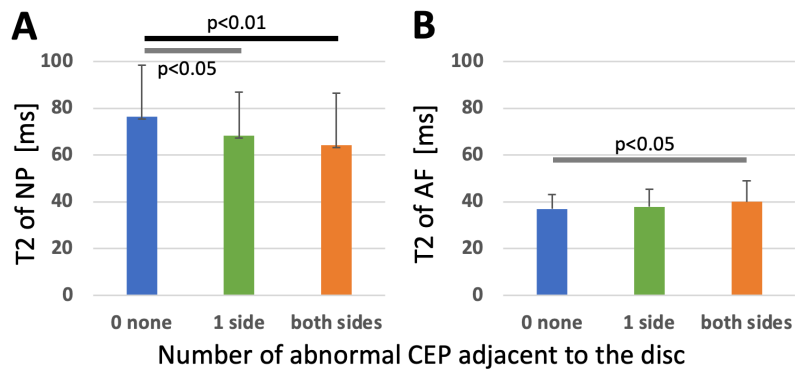 A
p<0.01
p<0.05
T2 of NP [ms]
100
80
60
40
20
0
0 none
1 side
both sides
B
p<0.05
T2 of AF [ms]
100
80
60
40
20
0
0 none
1 side
both sides
Number of abnormal CEP adjacent to the disc